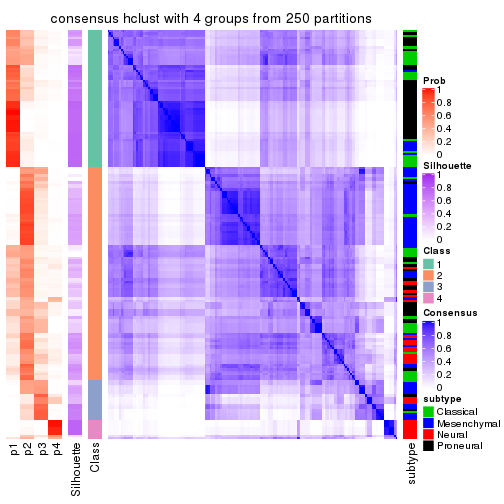 consensus hclust with 4 groups from 250 partitions
Prob
1
0.8
0.6
0.4
0.2
0
Silhouette
1
0.8
0.6
0.4
0.2
0
Class
1
2
3
4
Consensus
1
0.8
0.6
0.4
0.2
0
subtype
Classical
Mesenchymal
Neural
Proneural
p1
p2
p3
p4
Silhouette
Class
subtype